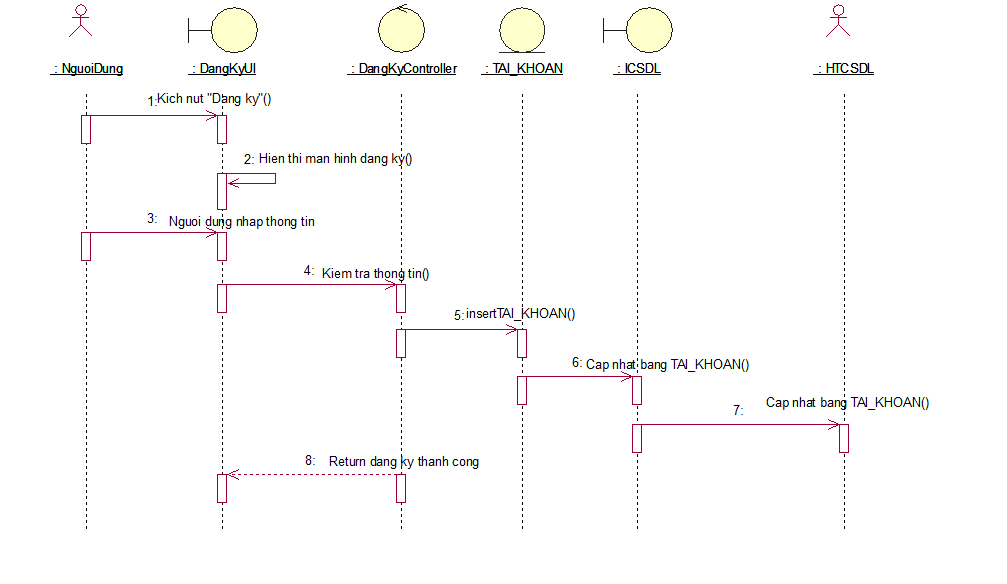 : NguoiDung
: DangKyUI
: DangKyController
: TAI_KHOAN
: ICSDL
: HTCSDL
1: Kich nut "Dang ky"()
2: Hien thi man hinh dang ky()
3: Nguoi dung nhap thong tin
4: Kiem tra thong tin()
5: insertTAI_KHOAN()
6: Cap nhat bang TAI_KHOAN()
7: Cap nhat bang TAI_KHOAN()
8: Return dang ky thanh cong